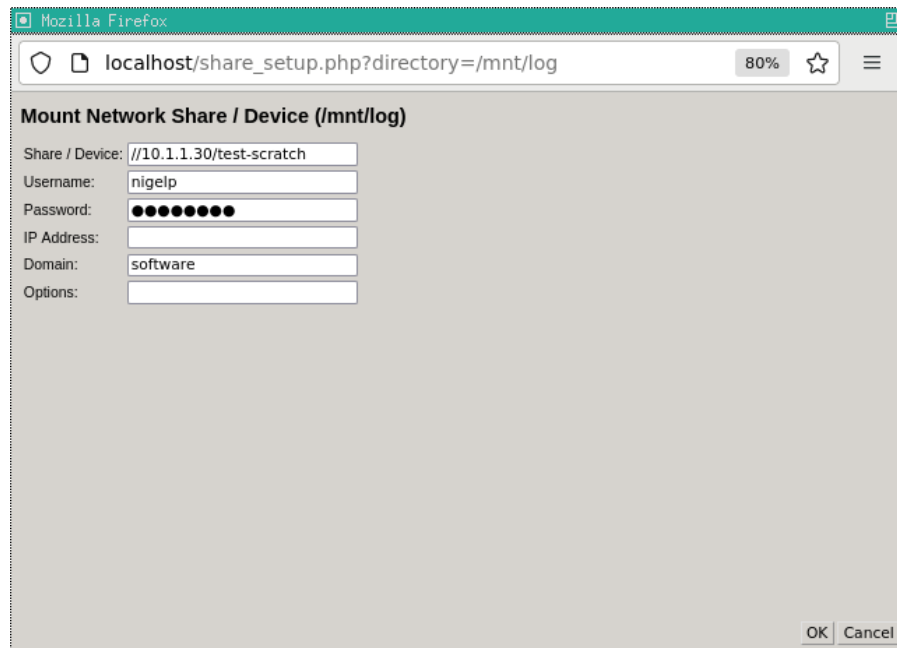 Mozilla Firefox
localhost/share_setup.php?directory=/mnt/log 80%
Mount Network Share / Device (/mnt/log)
Share / Device: //10.1.1.30/test-scratch
Username: nigelp
Password: ●●●●●●●●
IP Address:
Domain: software
Options:
OK Cancel